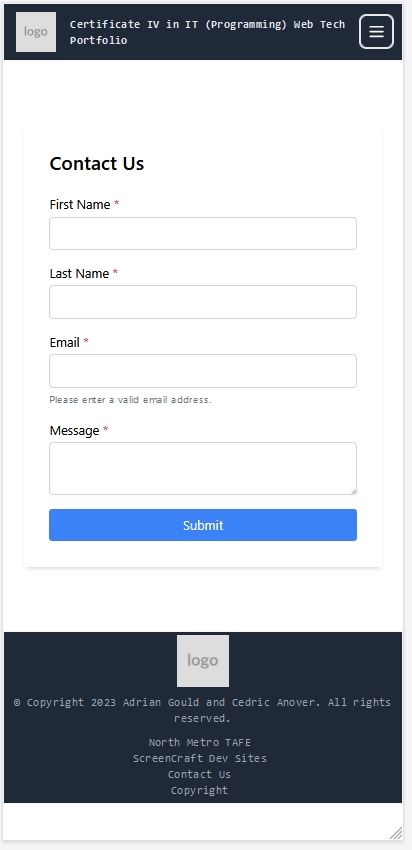 logo
Certificate IV in IT (Programming) Web Tech
Portfolio
Contact Us
First Name *
Last Name *
Email *
Please enter a valid email address.
Message *
Submit
logo
© Copyright 2023 Adrian Gould and Cedric Anover. All rights
reserved.
North Metro TAFE
ScreenCraft Dev Sites
Contact Us
Copyright